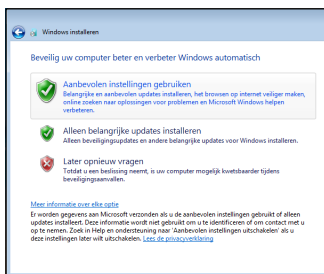 Windows installeren
Beveilig uw computer beter en verbeter Windows automatisch
Aanbevolen instellingen gebruiken
Belangrijke en aanbevolen updates installeren, het browsen op internet veiliger maken,
online zoeken naar oplossingen voor problemen en Microsoft Windows helpen
verbeteren.
Alleen belangrijke updates installeren
Alleen beveiligingsupdates en andere belangrijke updates voor Windows installeren.
Later opnieuw vragen
Totdat u een beslissing neemt, is uw computer mogelijk kwetsbaarder tijdens
beveiligingsaanvallen.
Meer informatie over elke optie
Er worden gegevens aan Microsoft verzonden als u de aanbevolen instellingen gebruikt of alleen
updates installeert. Deze informatie wordt niet gebruikt om u te identificeren of om contact met u
op te nemen. Zoek in Help en ondersteuning naar 'Aanbevolen instellingen uitschakelen' als u
deze instellingen later wilt uitschakelen. Lees de privacyverklaring